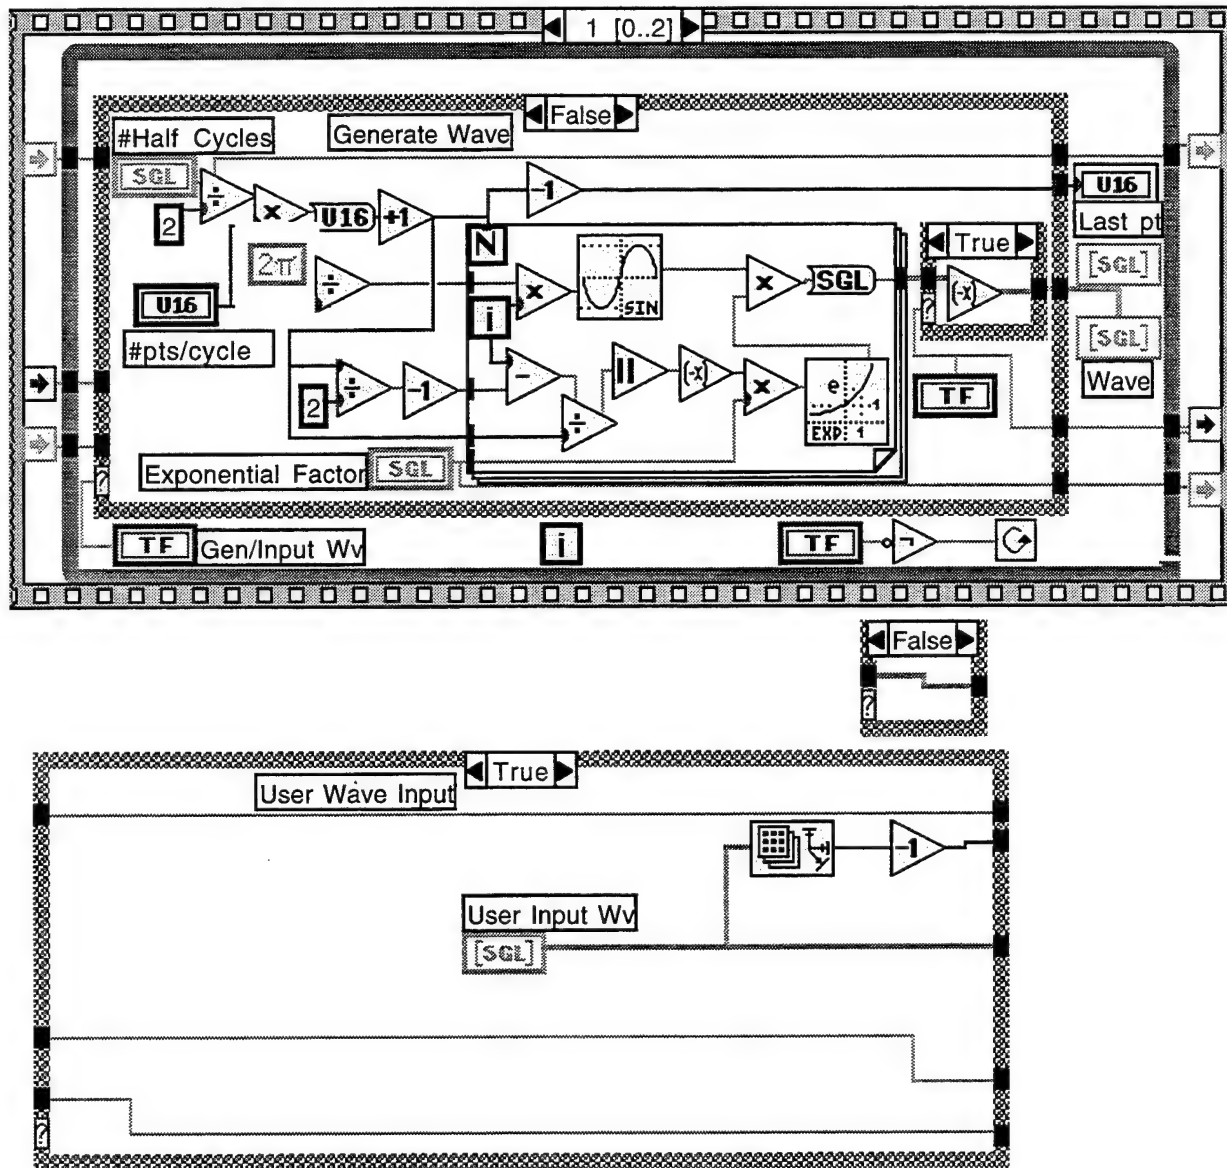 1 [0..2]
False
#Half Cycles
Generate Wave
SGL
÷
x
U16
+1
-1
U16
2
Last pt
N
True
2π
÷
x
SIN
x
SGL
(-x)
[SGL]
?
U16
i
[SGL]
#pts/cycle
-
||
(-x)
x
e
1
Wave
÷
-1
TF
2
÷
EXP
1
Exponential Factor
SGL
?
TF
Gen/Input Wv
i
TF
¬
False
?
True
User Wave Input
-1
User Input Wv
[SGL]
?